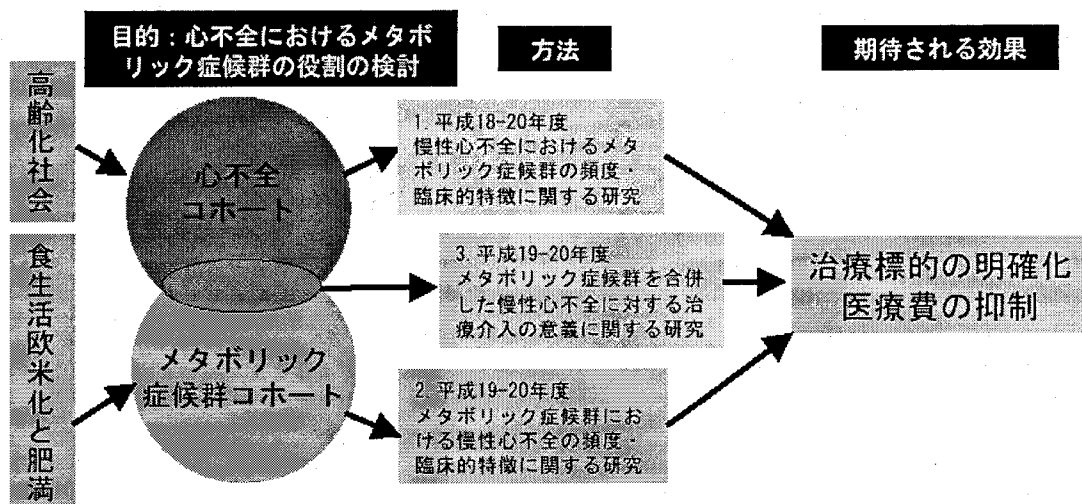 目的：心不全におけるメタボ
リック症候群の役割の検討
方法
期待される効果
高齢化社会
食生活欧米化と肥満
心不全
コホート
メタボリック
症候群コホート
1. 平成18-20年度
慢性心不全におけるメタ
ボリック症候群の頻度・
臨床的特徴に関する研究
3. 平成19-20年度
メタボリック症候群を合併
した慢性心不全に対する治
療介入の意義に関する研究
2. 平成19-20年度
メタボリック症候群にお
ける慢性心不全の頻度・
臨床的特徴に関する研究
治療標的の明確化
医療費の抑制